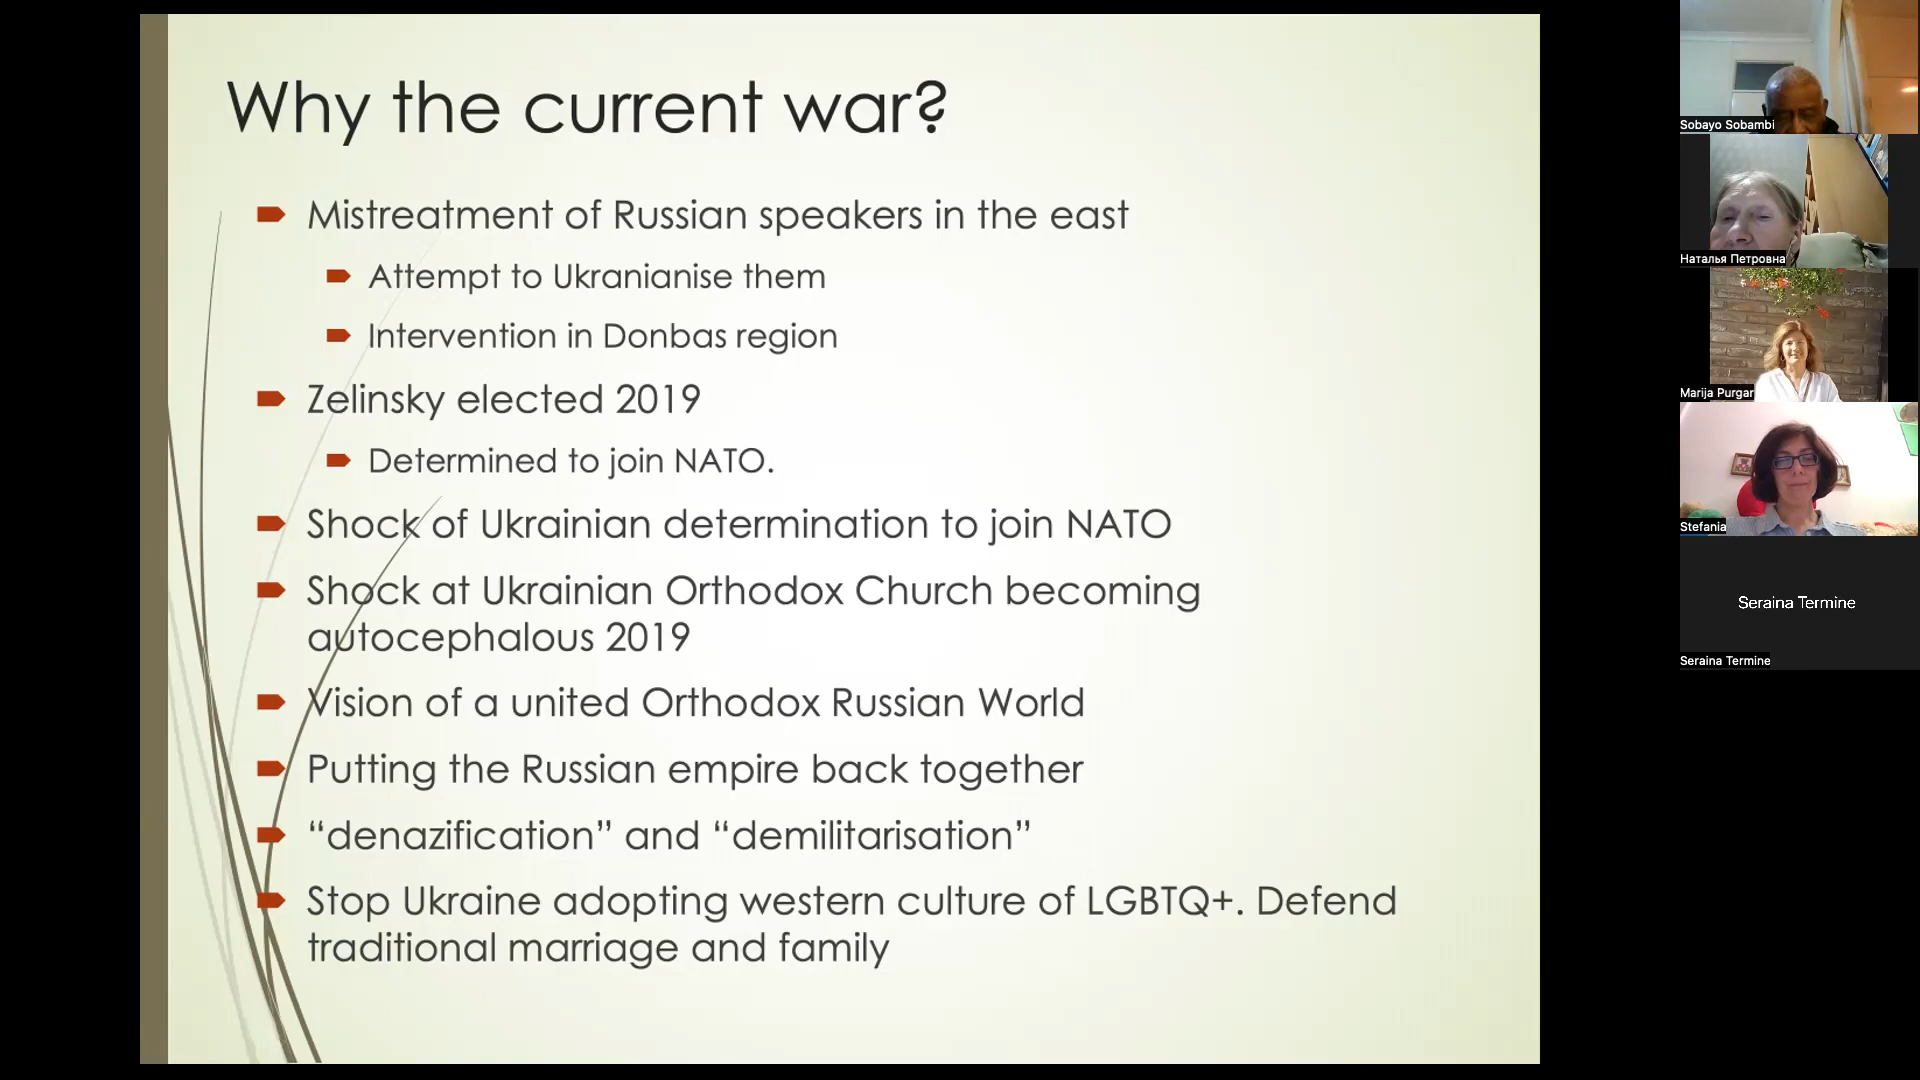 Why the current war?
Mistreatment of Russian speakers in the east
Attempt to Ukranianise them
Intervention in Donbas region
Zelinsky elected 2019
Determined to join NATO.
Shock of Ukrainian determination to join NATO
Shock at Ukrainian Orthodox Church becoming
autocephalous 2019
Vision of a united Orthodox Russian World
Putting the Russian empire back together
“denazification” and “demilitarisation”
Stop Ukraine adopting western culture of LGBTQ+. Defend
traditional marriage and family
Sobayo Sobambi
Наталья Петровна
Marija Purgar
Stefania
Seraina Termine
Seraina Termine